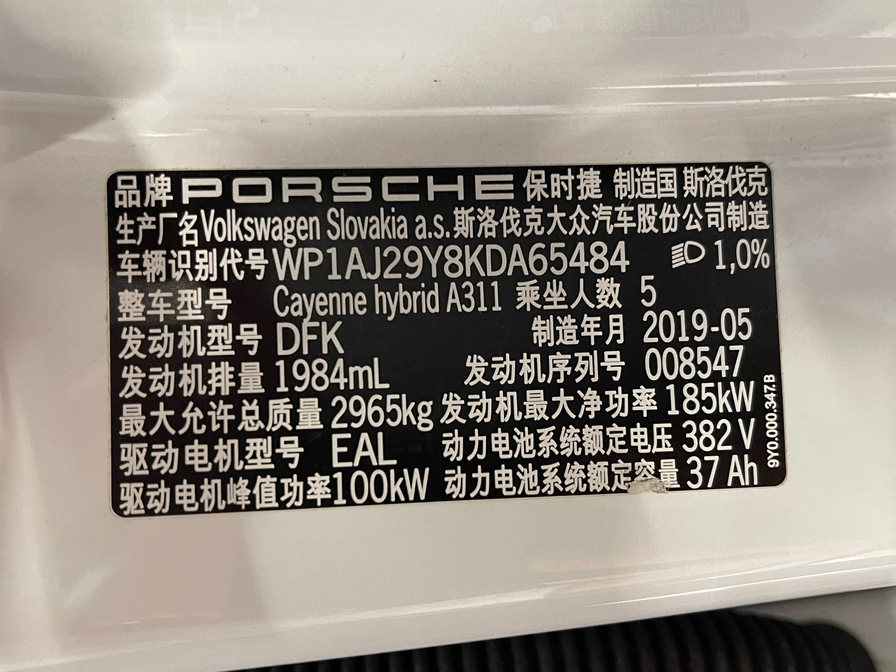 品牌 PORSCHE 保时捷 制造国 斯洛伐克
生产厂名 Volkswagen Slovakia a.s. 斯洛伐克大众汽车股份公司制造
车辆识别代号 WP1AJ29Y8KDA65484 1,0%
整车型号 Cayenne hybrid A311 乘坐人数 5
发动机型号 DFK 制造年月 2019-05
发动机排量 1984mL 发动机序列号 008547
最大允许总质量 2965kg 发动机最大净功率 185kW
驱动电机型号 EAL 动力电池系统额定电压 382 V
驱动电机峰值功率 100kW 动力电池系统额定容量 37 Ah
9Y0.000.347.B